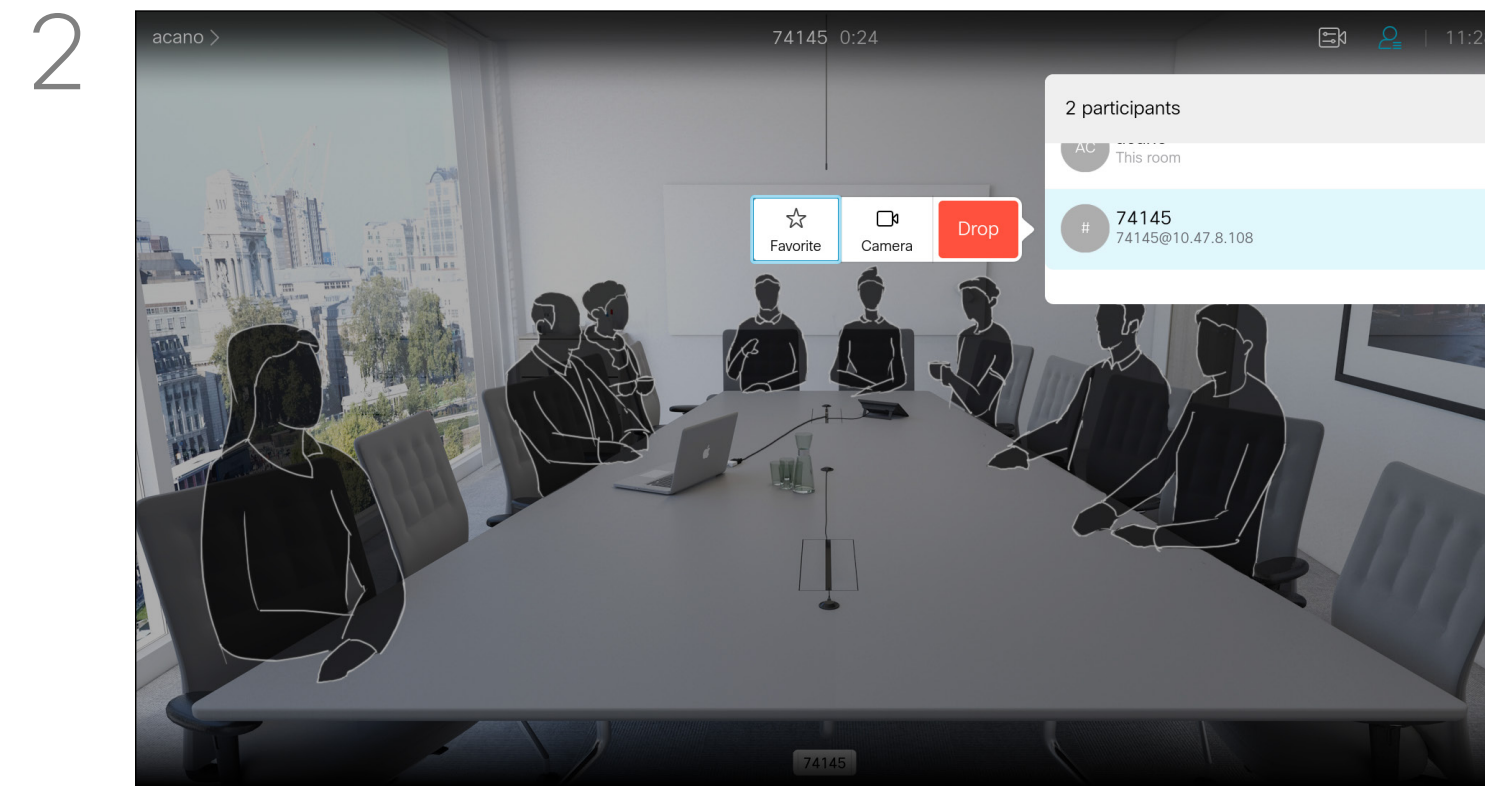 2
acano >
74145 0:24
11:2
2 participants
AC
This room
Favorite
Camera
Drop
#
74145
74145@10.47.8.108
74145